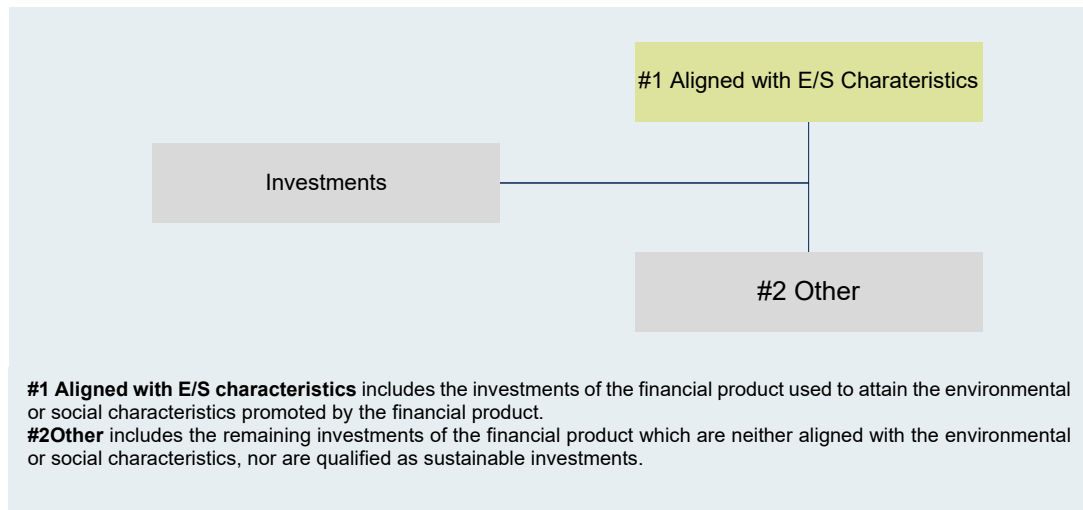 #1 Aligned with E/S Charateristics
Investments
#2 Other
#1 Aligned with E/S characteristics includes the investments of the financial product used to attain the environmental
or social characteristics promoted by the financial product.
#2Other includes the remaining investments of the financial product which are neither aligned with the environmental
or social characteristics, nor are qualified as sustainable investments.